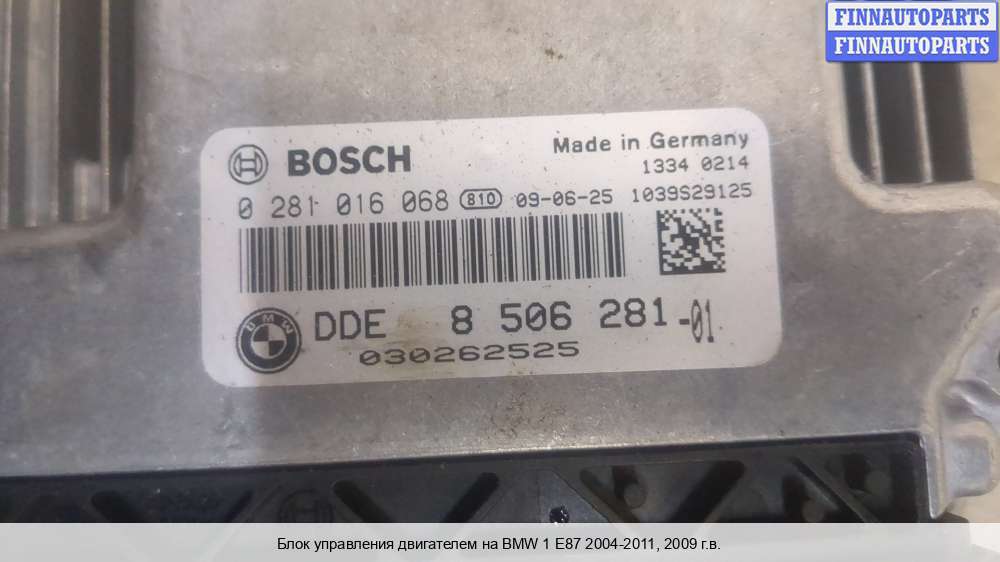 FINNAUTOPARTS
FINNAUTOPARTS
BOSCH
Made in Germany
1334 0214
0 281 016 068 810 09-06-25 1039S29125
BMW
DDE 8 506 281-01
030262525
Блок управления двигателем на BMW 1 E87 2004-2011, 2009 г.в.